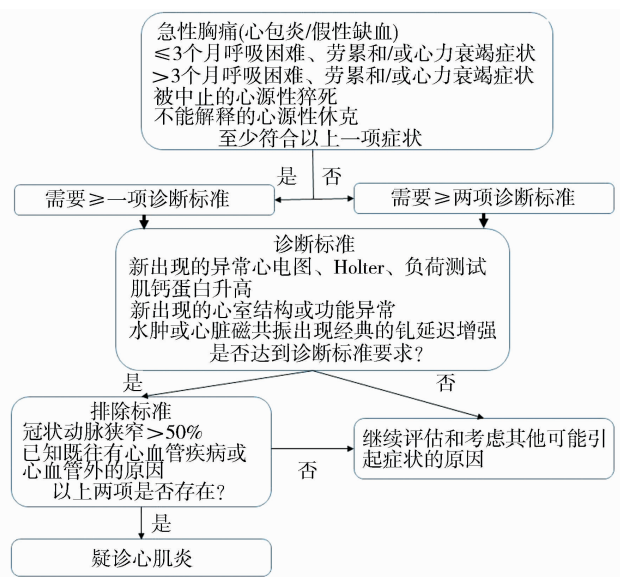 急性胸痛(心包炎/假性缺血)
≤3个月呼吸困难、劳累和/或心力衰竭症状
>3个月呼吸困难、劳累和/或心力衰竭症状
被中止的心源性猝死
不能解释的心源性休克
至少符合以上一项症状
是
否
需要≥一项诊断标准
需要≥两项诊断标准
诊断标准
新出现的异常心电图、Holter、负荷测试
肌钙蛋白升高
新出现的心室结构或功能异常
水肿或心脏磁共振出现经典的钆延迟增强
是否达到诊断标准要求?
是
否
排除标准
冠状动脉狭窄>50%
已知既往有心血管疾病或
心血管外的原因
以上两项是否存在?
否
继续评估和考虑其他可能引
起症状的原因
是
疑诊心肌炎